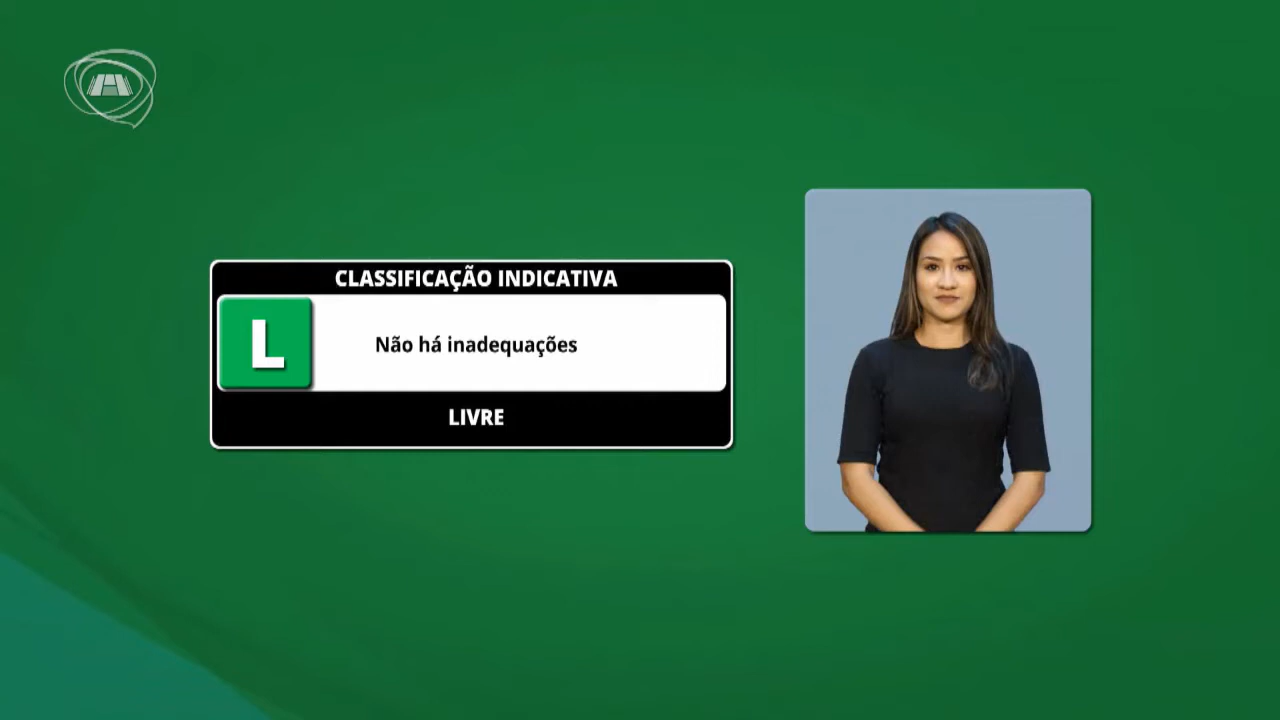 CLASSIFICAÇÃO INDICATIVA
L
Não há inadequações
LIVRE